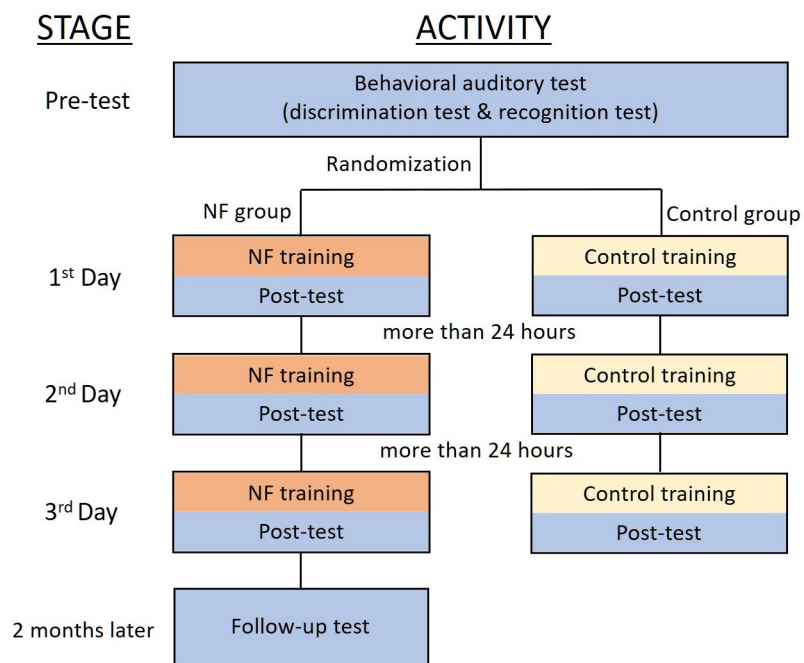 STAGE
ACTIVITY
Pre-test
Behavioral auditory test
(discrimination test & recognition test)
Randomization
NF group
Control group
1st Day
NF training
Post-test
Control training
Post-test
more than 24 hours
2nd Day
NF training
Post-test
Control training
Post-test
more than 24 hours
3rd Day
NF training
Post-test
Control training
Post-test
2 months later
Follow-up test